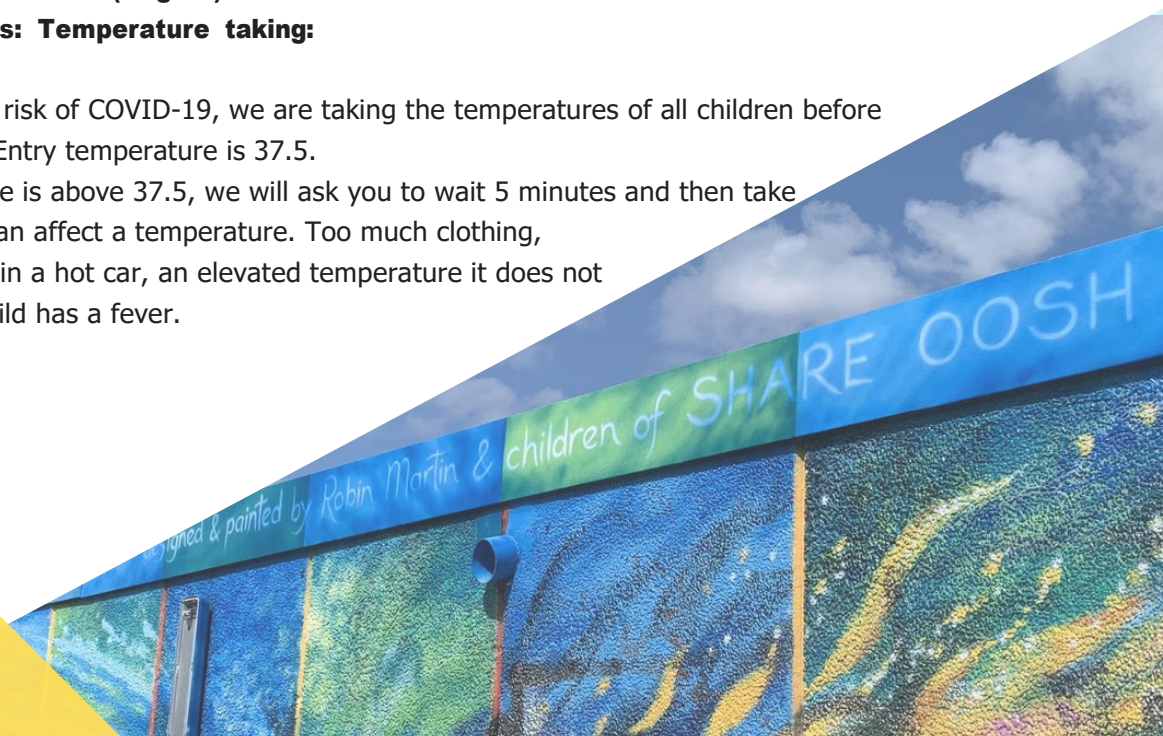 s: Temperature taking:
risk of COVID-19, we are taking the temperatures of all children before
Entry temperature is 37.5.
e is above 37.5, we will ask you to wait 5 minutes and then take
an affect a temperature. Too much clothing,
in a hot car, an elevated temperature it does not
ild has a fever.
designed & painted by Robin Martin & children of SHARE OOSH